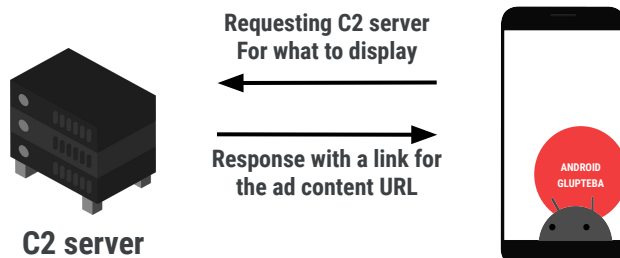 Requesting C2 server
For what to display
Response with a link for
the ad content URL
C2 server
ANDROID
GLUPTEBA